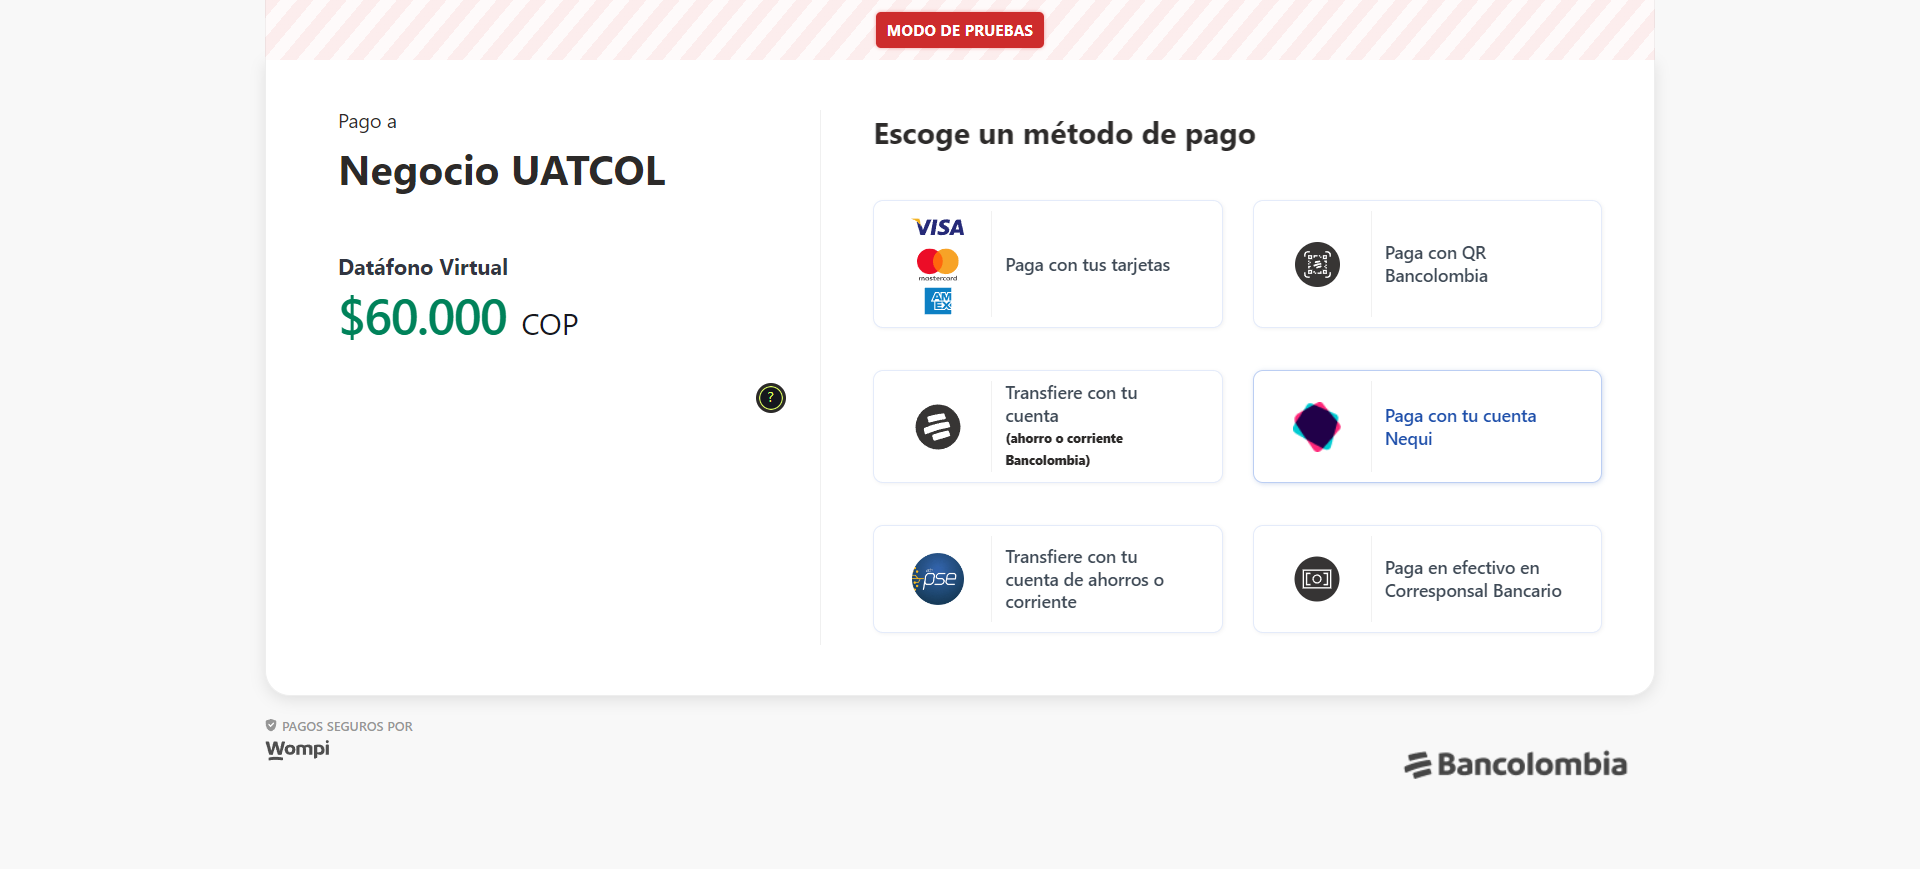 MODO DE PRUEBAS
Pago a
Negocio UATCOL
Datáfono Virtual
$60.000 COP
?
Escoge un método de pago
VISA
mastercard
AM
EX
Paga con tus tarjetas
Paga con QR
Bancolombia
Transfiere con tu
cuenta
(ahorro o corriente
Bancolombia)
Paga con tu cuenta
Nequi
pse
Transfiere con tu
cuenta de ahorros o
corriente
Paga en efectivo en
Corresponsal Bancario
PAGOS SEGUROS POR
Wompi
Bancolombia